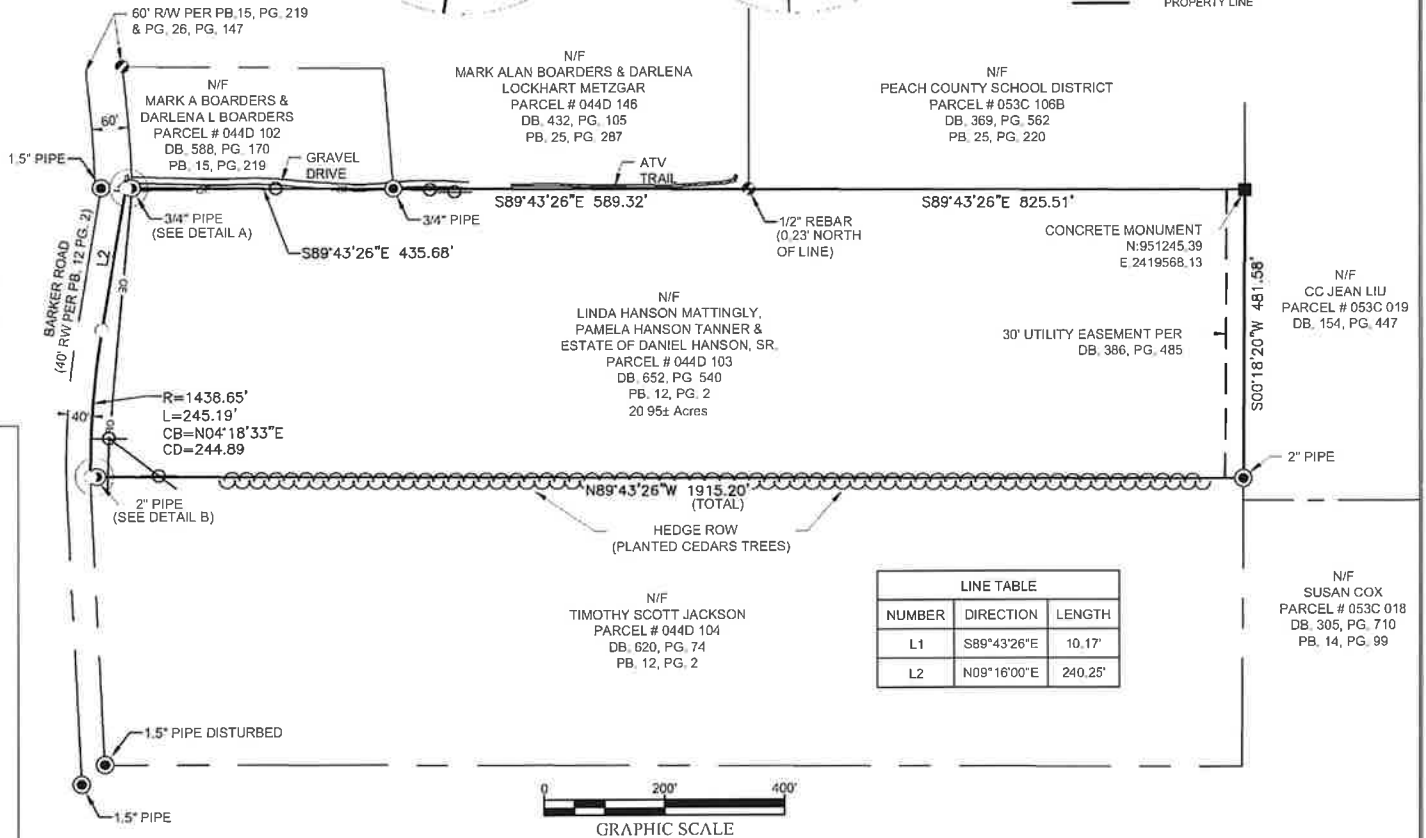 60' R/W PER PB. 15, PG. 219
& PG. 26, PG. 147
PROPERTY LINE
N/F
MARK A BOARDERS &
DARLENA L BOARDERS
PARCEL # 044D 102
DB. 588, PG. 170
PB. 15, PG. 219
60'
1.5" PIPE
GRAVEL
DRIVE
N/F
MARK ALAN BOARDERS & DARLENA
LOCKHART METZGAR
PARCEL # 044D 146
DB. 432, PG. 105
PB. 25, PG. 287
ATV
TRAIL
N/F
PEACH COUNTY SCHOOL DISTRICT
PARCEL # 053C 106B
DB. 369, PG. 562
PB. 25, PG. 220
3/4" PIPE
(SEE DETAIL A)
3/4" PIPE
S89°43'26"E 435.68'
S89°43'26"E 589.32'
1/2" REBAR
(0.23' NORTH
OF LINE)
S89°43'26"E 825.51'
CONCRETE MONUMENT
N:951245.39
E.2419568.13
N/F
CC JEAN LIU
PARCEL # 053C 019
DB. 154, PG. 447
BARKER ROAD
(40' RW PER PB. 12 PG. 2)
L2
N/F
LINDA HANSON MATTINGLY,
PAMELA HANSON TANNER &
ESTATE OF DANIEL HANSON, SR.
PARCEL # 044D 103
DB. 652, PG 540
PB. 12, PG. 2
20 95± Acres
30' UTILITY EASEMENT PER
DB. 386, PG. 485
S00°18'20"W 481.58'
R=1438.65'
L=245.19'
CB=N04°18'33"E
CD=244.89
40'
2" PIPE
(SEE DETAIL B)
N89°43'26"W 1915.20'
(TOTAL)
2" PIPE
HEDGE ROW
(PLANTED CEDARS TREES)
N/F
TIMOTHY SCOTT JACKSON
PARCEL # 044D 104
DB. 620, PG. 74
PB. 12, PG. 2
LINE TABLE
NUMBER DIRECTION LENGTH
L1 S89°43'26"E 10.17'
L2 N09°16'00"E 240.25'
N/F
SUSAN COX
PARCEL # 053C 018
DB. 305, PG. 710
PB. 14, PG. 99
1.5" PIPE DISTURBED
1.5" PIPE
0 200' 400'
GRAPHIC SCALE